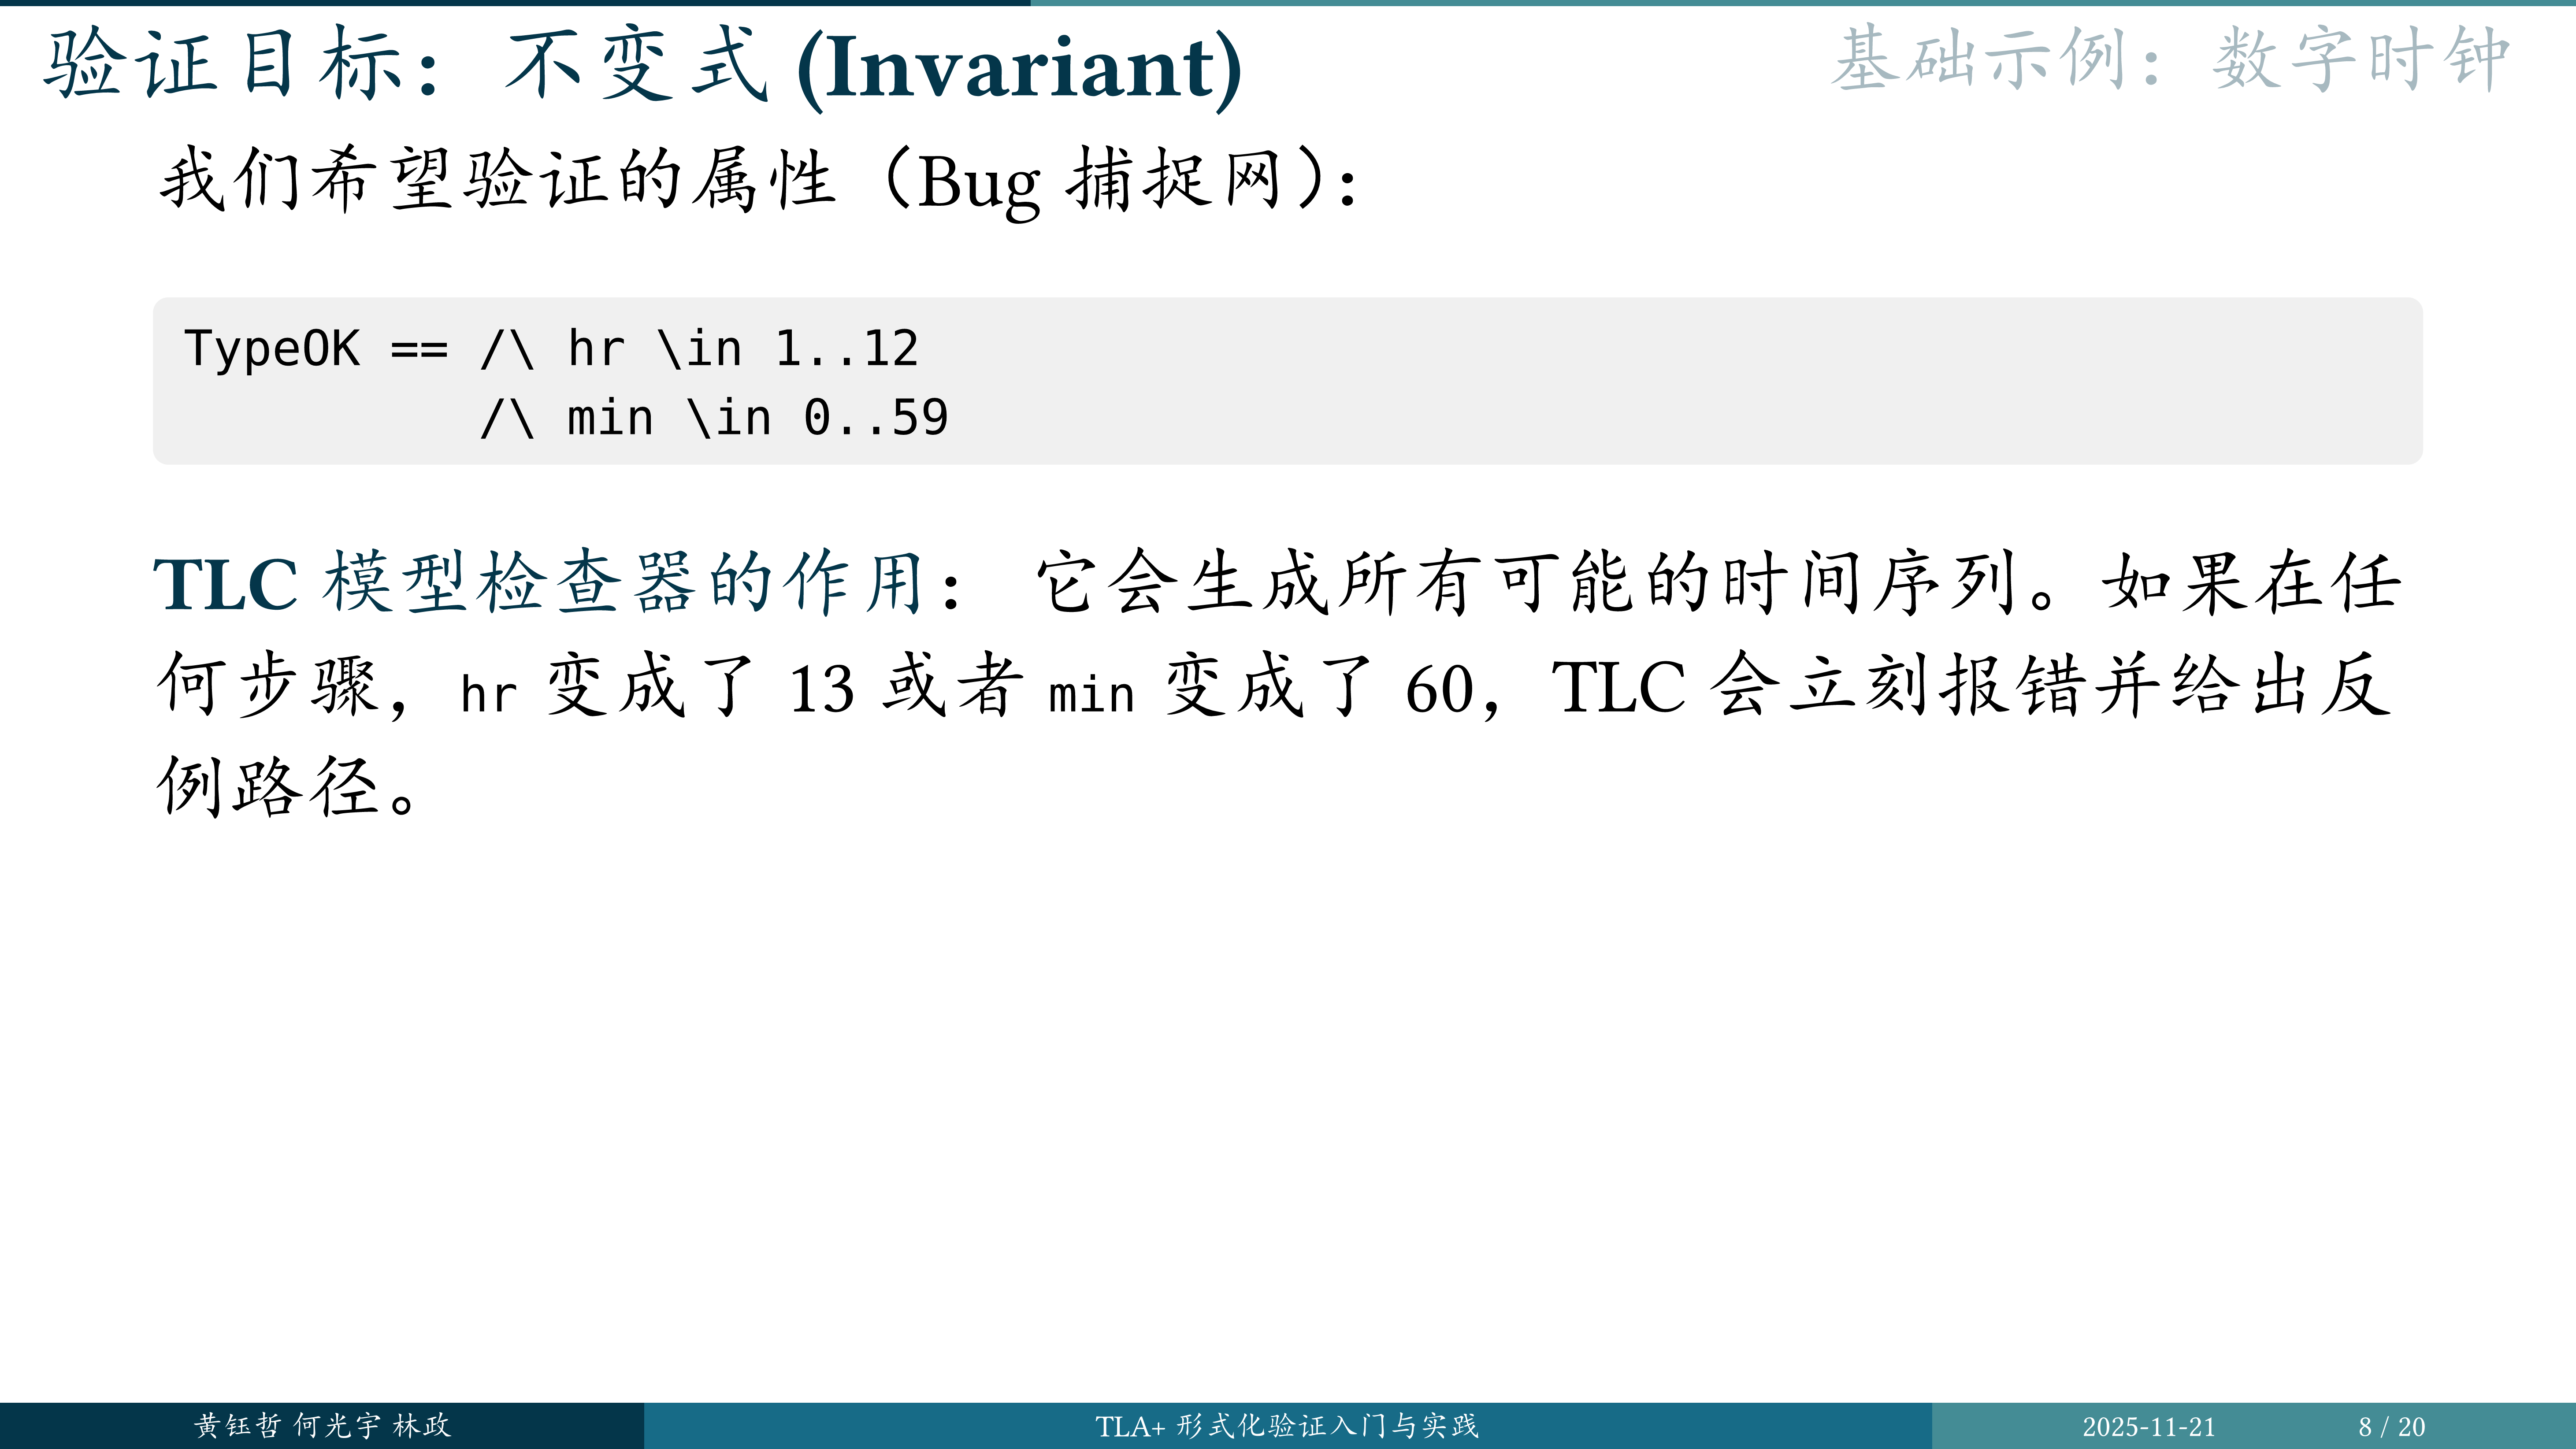 验证目标：不变式 (Invariant)
基础示例：数字时钟
我们希望验证的属性（Bug 捕捉网）：
TypeOK == /\ hr \in 1..12
          /\ min \in 0..59
TLC 模型检查器的作用： 它会生成所有可能的时间序列。如果在任
何步骤，hr 变成了 13 或者 min 变成了 60，TLC 会立刻报错并给出反
例路径。
黄钰哲 何光宇 林政
TLA+ 形式化验证入门与实践
2025-11-21
8 / 20